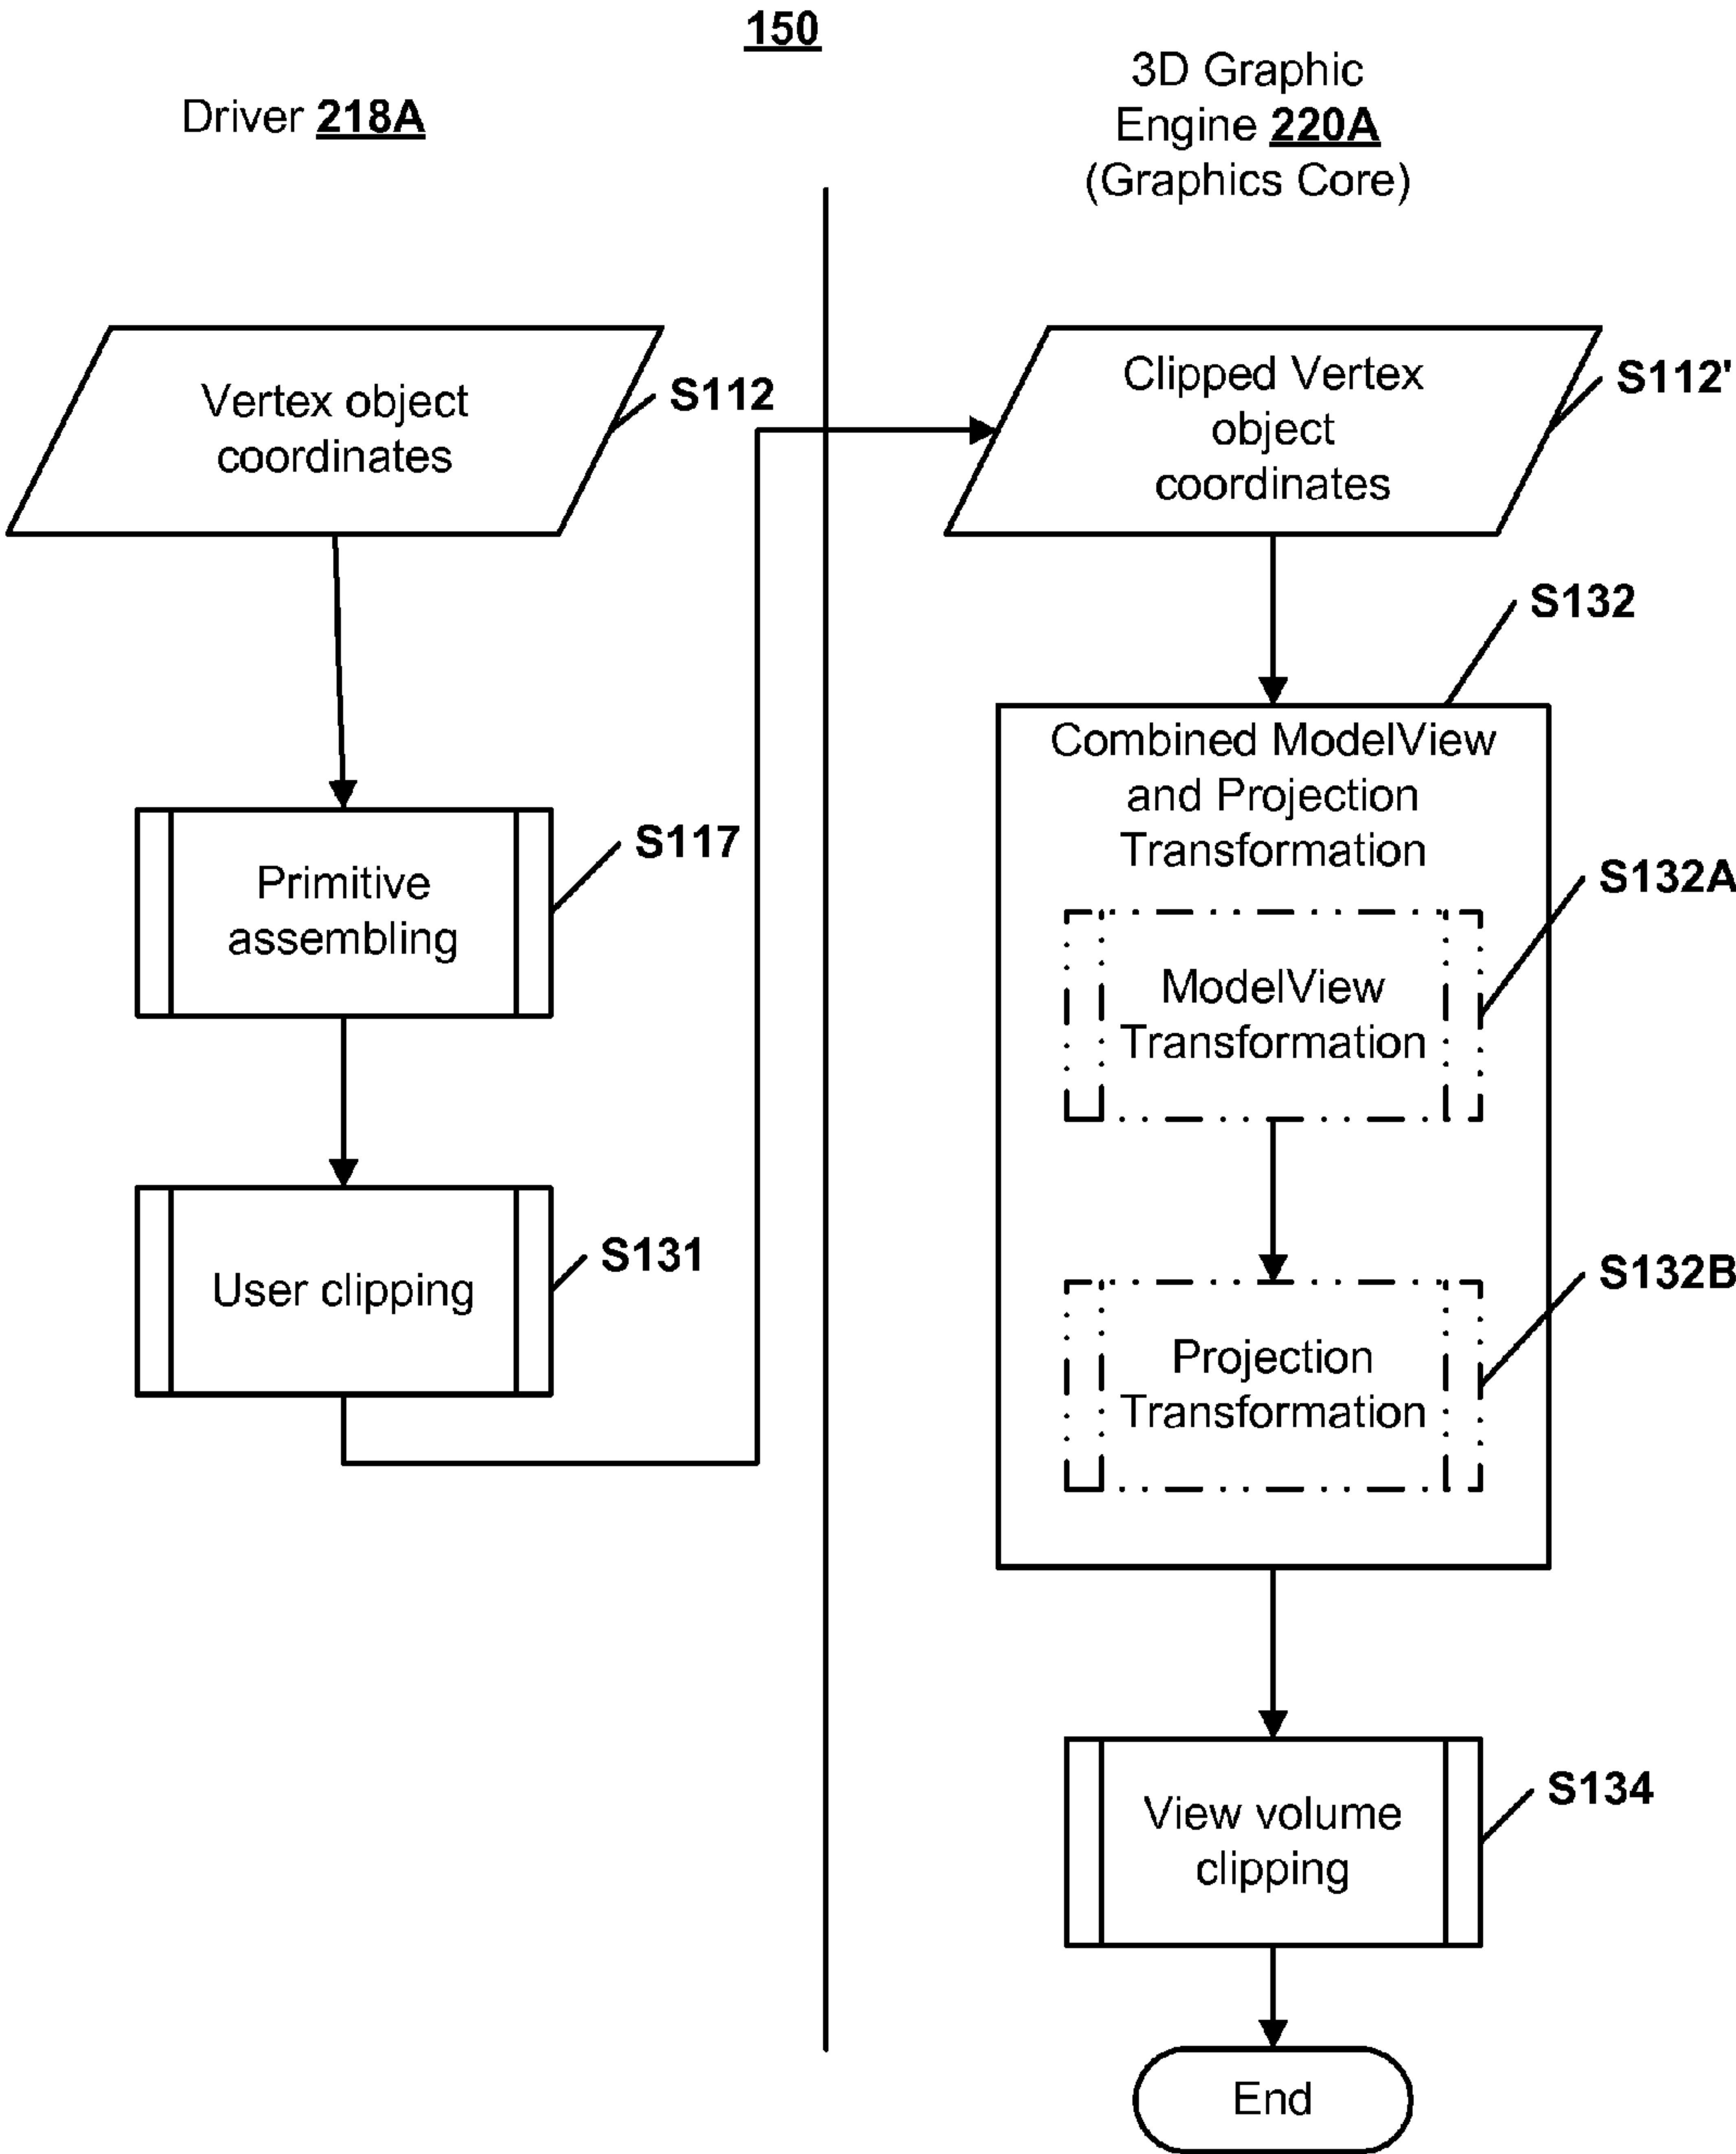 150
Driver 218A
3D Graphic
Engine 220A
(Graphics Core)
Vertex object
coordinates
S112
Primitive
assembling
S117
User clipping
S131
Clipped Vertex
object
coordinates
S112'
S132
Combined ModelView
and Projection
Transformation
S132A
ModelView
Transformation
S132B
Projection
Transformation
View volume
clipping
S134
End